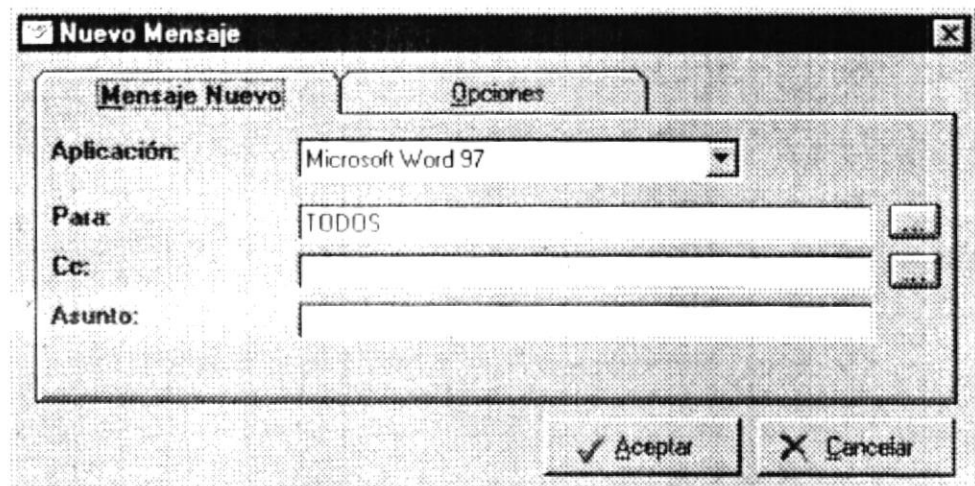 Nuevo Mensaje
Mensaje Nuevo Opciones
Aplicación: Microsoft Word 97
Para: TODOS ...
Cc: ...
Asunto:
Aceptar Cancelar